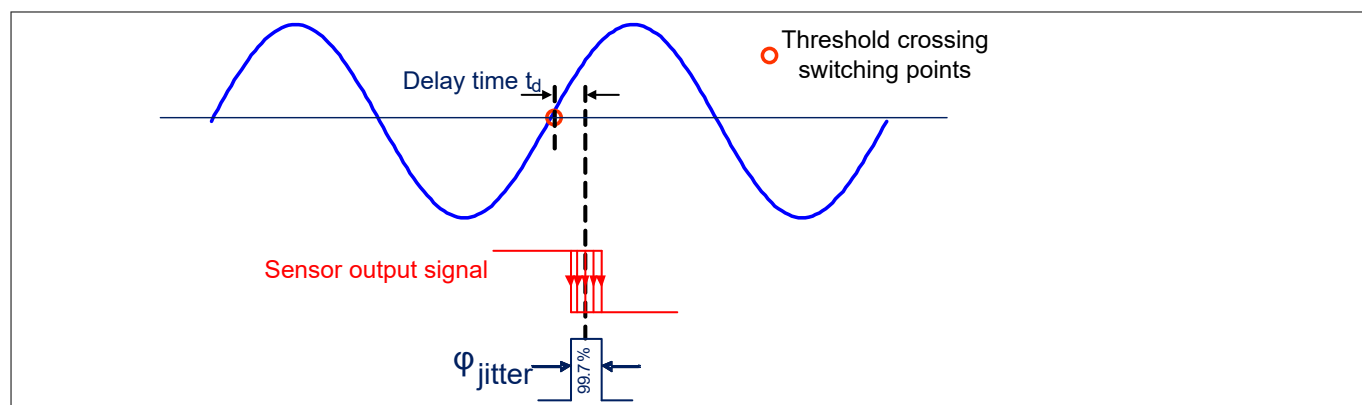 Threshold crossing
switching points
Delay time td
Sensor output signal
φjitter
99.7 %